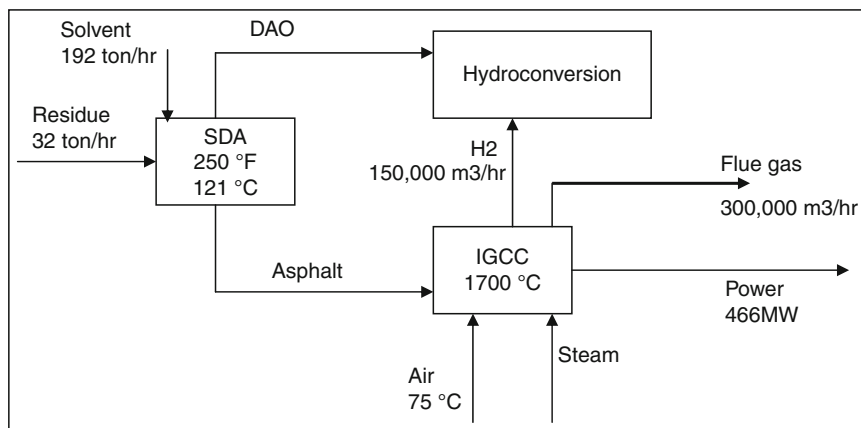 Solvent
192 ton/hr
DAO
Hydroconversion
Residue
32 ton/hr
SDA
250 °F
121 °C
H2
150,000 m3/hr
Flue gas
300,000 m3/hr
Asphalt
IGCC
1700 °C
Power
466MW
Steam
Air
75 °C